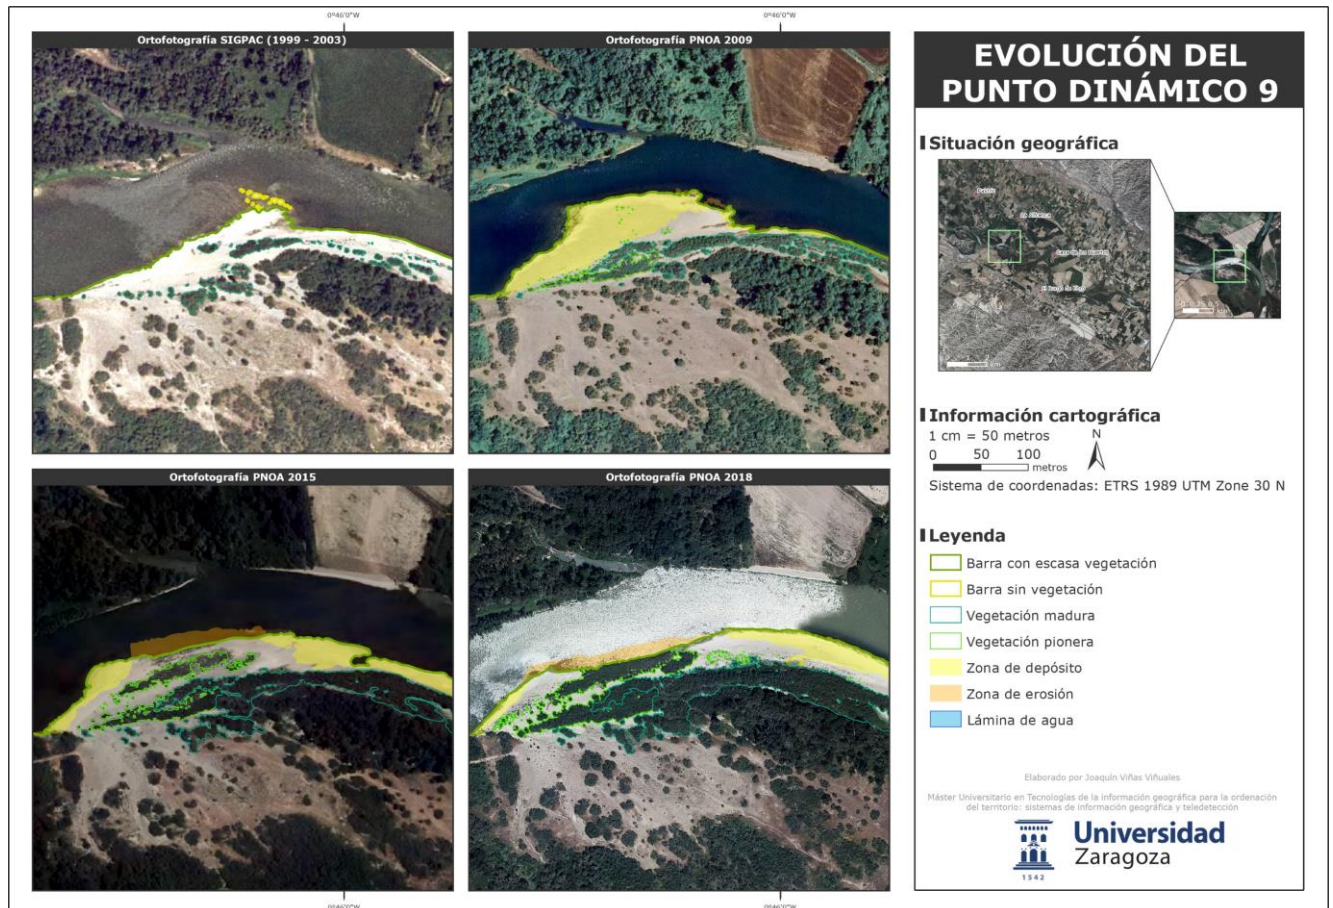 0º46'0"W
0º46'0"W
Ortofotografía SIGPAC (1999 - 2003)
Ortofotografía PNOA 2009
Ortofotografía PNOA 2015
Ortofotografía PNOA 2018
0º46'0"W
0º46'0"W
EVOLUCIÓN DEL
PUNTO DINÁMICO 9
Situación geográfica
Información cartográfica
1 cm = 50 metros
N
0 50 100
metros
Sistema de coordenadas: ETRS 1989 UTM Zone 30 N
Leyenda
Barra con escasa vegetación
Barra sin vegetación
Vegetación madura
Vegetación pionera
Zona de depósito
Zona de erosión
Lámina de agua
Elaborado por Joaquín Viñas Viñuales
Máster Universitario en Tecnologías de la información geográfica para la ordenación
del territorio: sistemas de información geográfica y teledetección
Universidad
Zaragoza
1542